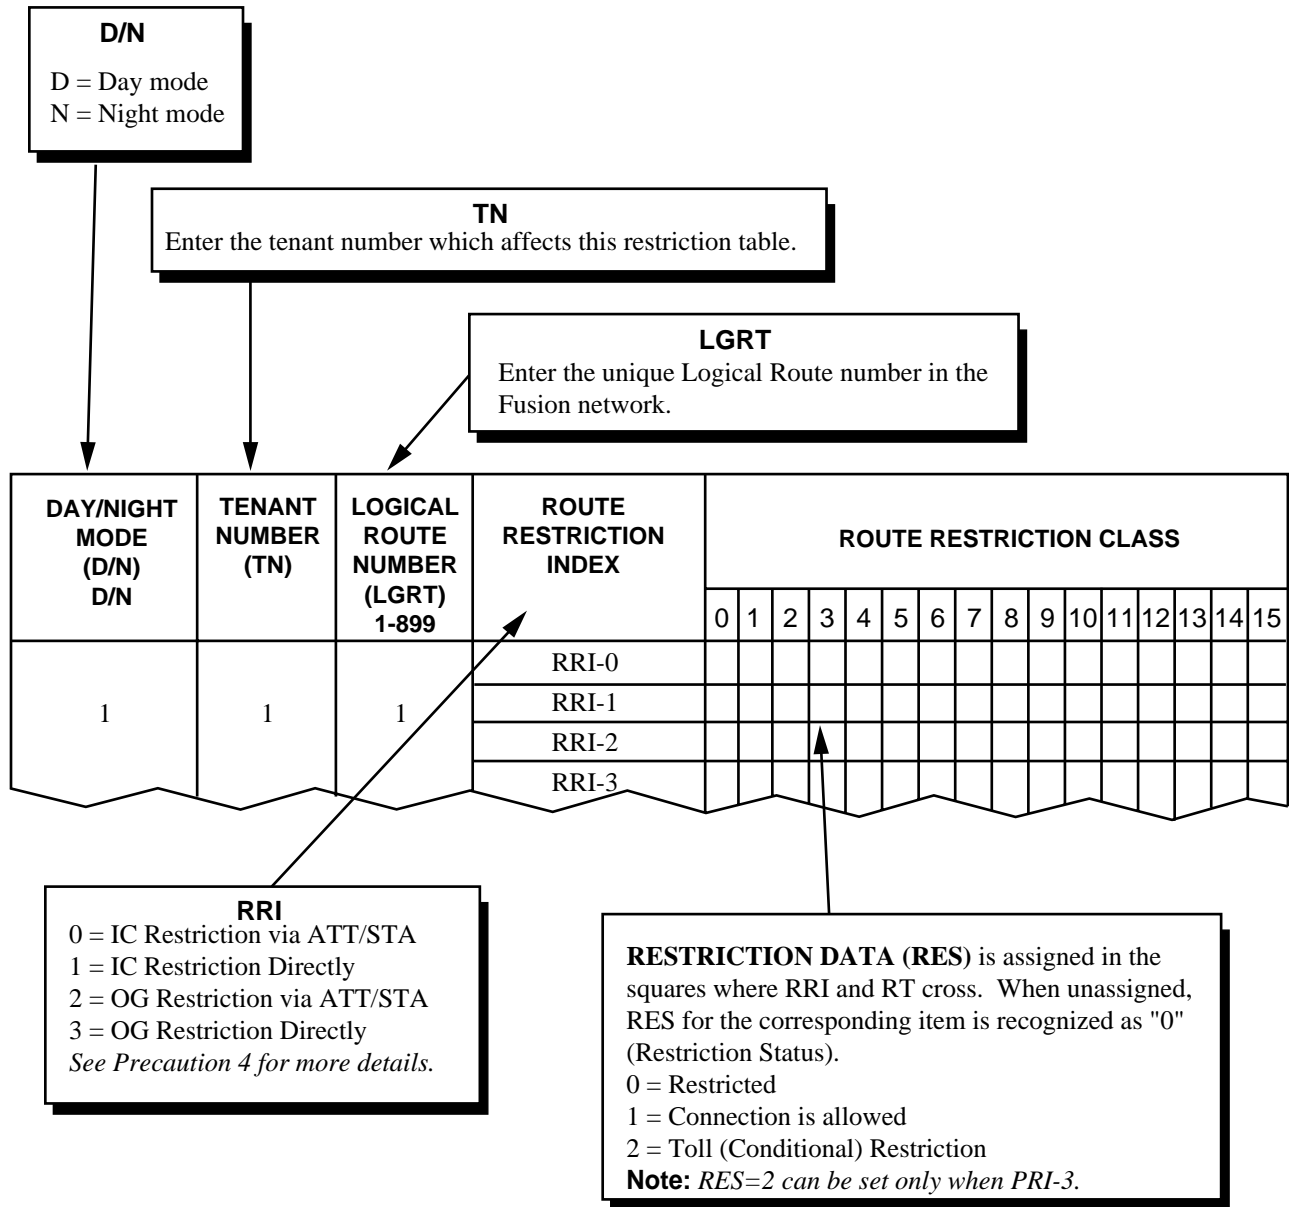 D/N
D = Day mode
N = Night mode
TN
Enter the tenant number which affects this restriction table.
LGRT
Enter the unique Logical Route number in the
Fusion network.
DAY/NIGHT
MODE
(D/N)
D/N
TENANT
NUMBER
(TN)
LOGICAL
ROUTE
NUMBER
(LGRT)
1-899
ROUTE
RESTRICTION
INDEX
ROUTE RESTRICTION CLASS
0 1 2 3 4 5 6 7 8 9 10 11 12 13 14 15
1 1 1
RRI-0
RRI-1
RRI-2
RRI-3
RRI
0 = IC Restriction via ATT/STA
1 = IC Restriction Directly
2 = OG Restriction via ATT/STA
3 = OG Restriction Directly
See Precaution 4 for more details.
RESTRICTION DATA (RES) is assigned in the
squares where RRI and RT cross. When unassigned,
RES for the corresponding item is recognized as "0"
(Restriction Status).
0 = Restricted
1 = Connection is allowed
2 = Toll (Conditional) Restriction
Note: RES=2 can be set only when PRI-3.